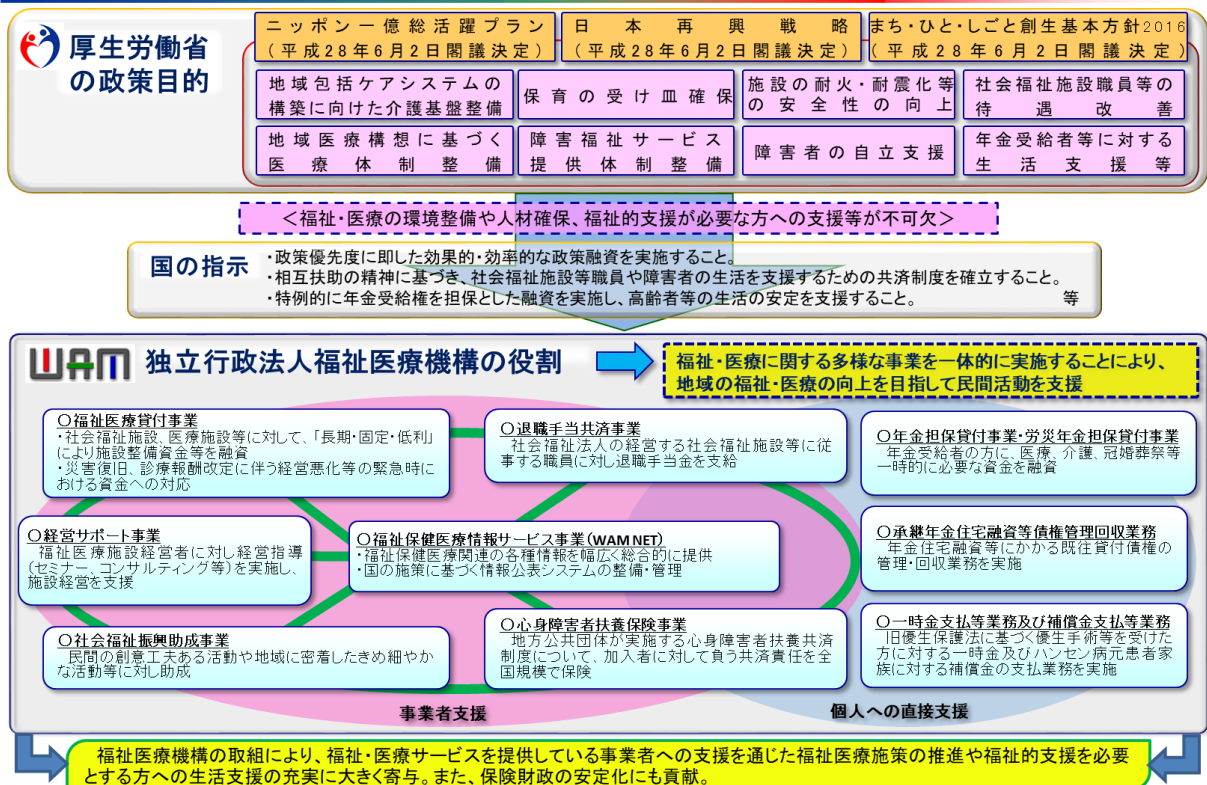 厚生労働省
の政策目的
ニッポン一億総活躍プラン
(平成28年6月2日閣議決定)
日本再興戦略
(平成28年6月2日閣議決定)
まち・ひと・しごと創生基本方針2016
(平成28年6月2日閣議決定)
地域包括ケアシステムの
構築に向けた介護基盤整備
保育の受け皿確保
施設の耐火・耐震化等
の安全性の向上
社会福祉施設職員等の
待遇改善
地域医療構想に基づく
医療体制整備
障害福祉サービス
提供体制整備
障害者の自立支援
年金受給者等に対する
生活支援等
＜福祉・医療の環境整備や人材確保、福祉的支援が必要な方への支援等が不可欠＞
国の指示
・政策優先度に即した効果的・効率的な政策融資を実施すること。
・相互扶助の精神に基づき、社会福祉施設等職員や障害者の生活を支援するための共済制度を確立すること。
・特例的に年金受給権を担保とした融資を実施し、高齢者等の生活の安定を支援すること。 等
WAM 独立行政法人福祉医療機構の役割
福祉・医療に関する多様な事業を一体的に実施することにより、
地域の福祉・医療の向上を目指して民間活動を支援
○福祉医療貸付事業
・社会福祉施設、医療施設等に対して、「長期・固定・低利」
により施設整備資金等を融資
・災害復旧、診療報酬改定に伴う経営悪化等の緊急時に
おける資金への対応
○退職手当共済事業
社会福祉法人の経営する社会福祉施設等に従
事する職員に対し退職手当金を支給
○年金担保貸付事業・労災年金担保貸付事業
年金受給者の方に、医療、介護、冠婚葬祭等
一時的に必要な資金を融資
○経営サポート事業
福祉医療施設経営者に対し経営指導
(セミナー、コンサルティング等)を実施し、
施設経営を支援
○福祉保健医療情報サービス事業(WAM NET)
・福祉保健医療関連の各種情報を幅広く総合的に提供
・国の施策に基づく情報公表システムの整備・管理
○承継年金住宅融資等債権管理回収業務
年金住宅融資等にかかる既往貸付債権の
管理・回収業務を実施
○社会福祉振興助成事業
民間の創意工夫ある活動や地域に密着したきめ細やか
な活動等に対し助成
○心身障害者扶養保険事業
地方公共団体が実施する心身障害者扶養共済
制度について、加入者に対して負う共済責任を全
国規模で保険
○一時金支払等業務及び補償金支払等業務
旧優生保護法に基づく優生手術等を受けた
方に対する一時金及びハンセン病元患者家
族に対する補償金の支払業務を実施
事業者支援
個人への直接支援
福祉医療機構の取組により、福祉・医療サービスを提供している事業者への支援を通じた福祉医療施策の推進や福祉的支援を必要
とする方への生活支援の充実に大きく寄与。また、保険財政の安定化にも貢献。